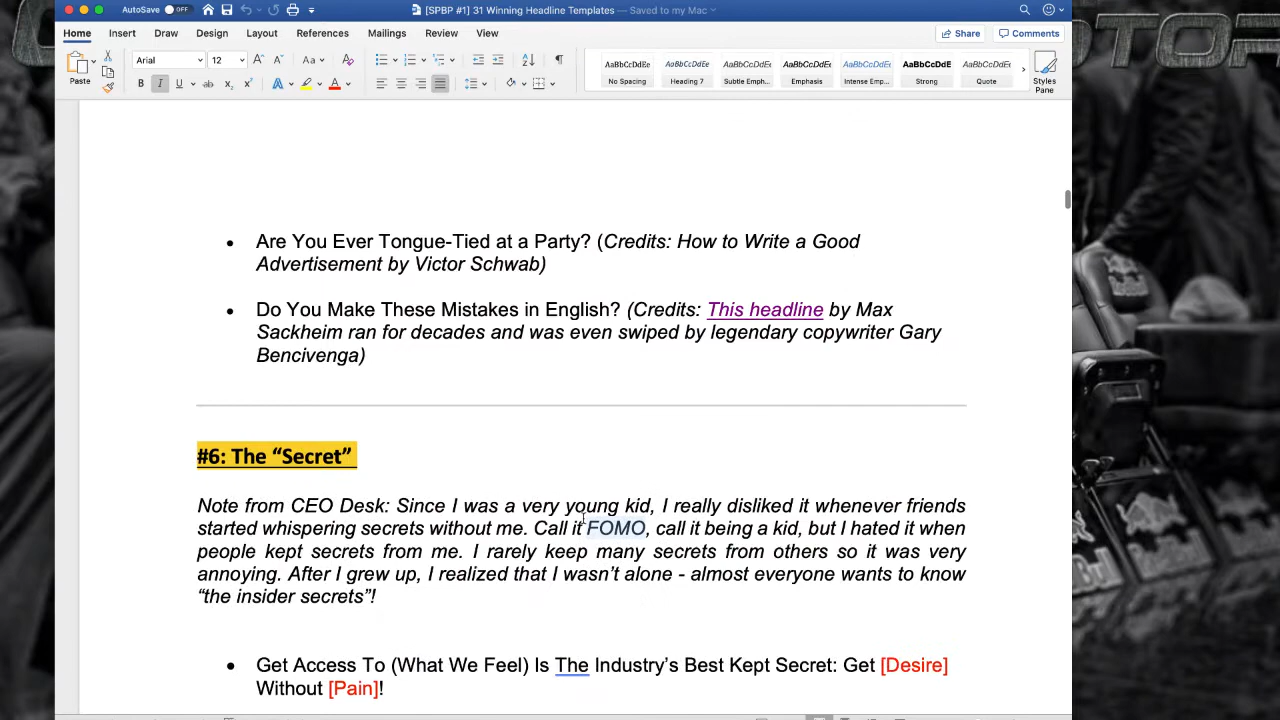 AutoSave OFF
[SPBP #1] 31 Winning Headline Templates — Saved to my Mac
Home Insert Draw Design Layout References Mailings Review View
Share Comments
Paste
Arial 12
AaBbCcDdEe AaBbCcDdEe AaBbCcDdEe AaBbCcDdEe AaBbCcDdEe AaBbCcDdEe AaBbCcDdEe
No Spacing Heading 7 Subtle Emph... Emphasis Intense Emp... Strong Quote
Styles Pane
• Are You Ever Tongue-Tied at a Party? (Credits: How to Write a Good
Advertisement by Victor Schwab)
• Do You Make These Mistakes in English? (Credits: This headline by Max
Sackheim ran for decades and was even swiped by legendary copywriter Gary
Bencivenga)
#6: The “Secret”
Note from CEO Desk: Since I was a very young kid, I really disliked it whenever friends
started whispering secrets without me. Call it FOMO, call it being a kid, but I hated it when
people kept secrets from me. I rarely keep many secrets from others so it was very
annoying. After I grew up, I realized that I wasn’t alone - almost everyone wants to know
“the insider secrets”!
• Get Access To (What We Feel) Is The Industry’s Best Kept Secret: Get [Desire]
Without [Pain]!